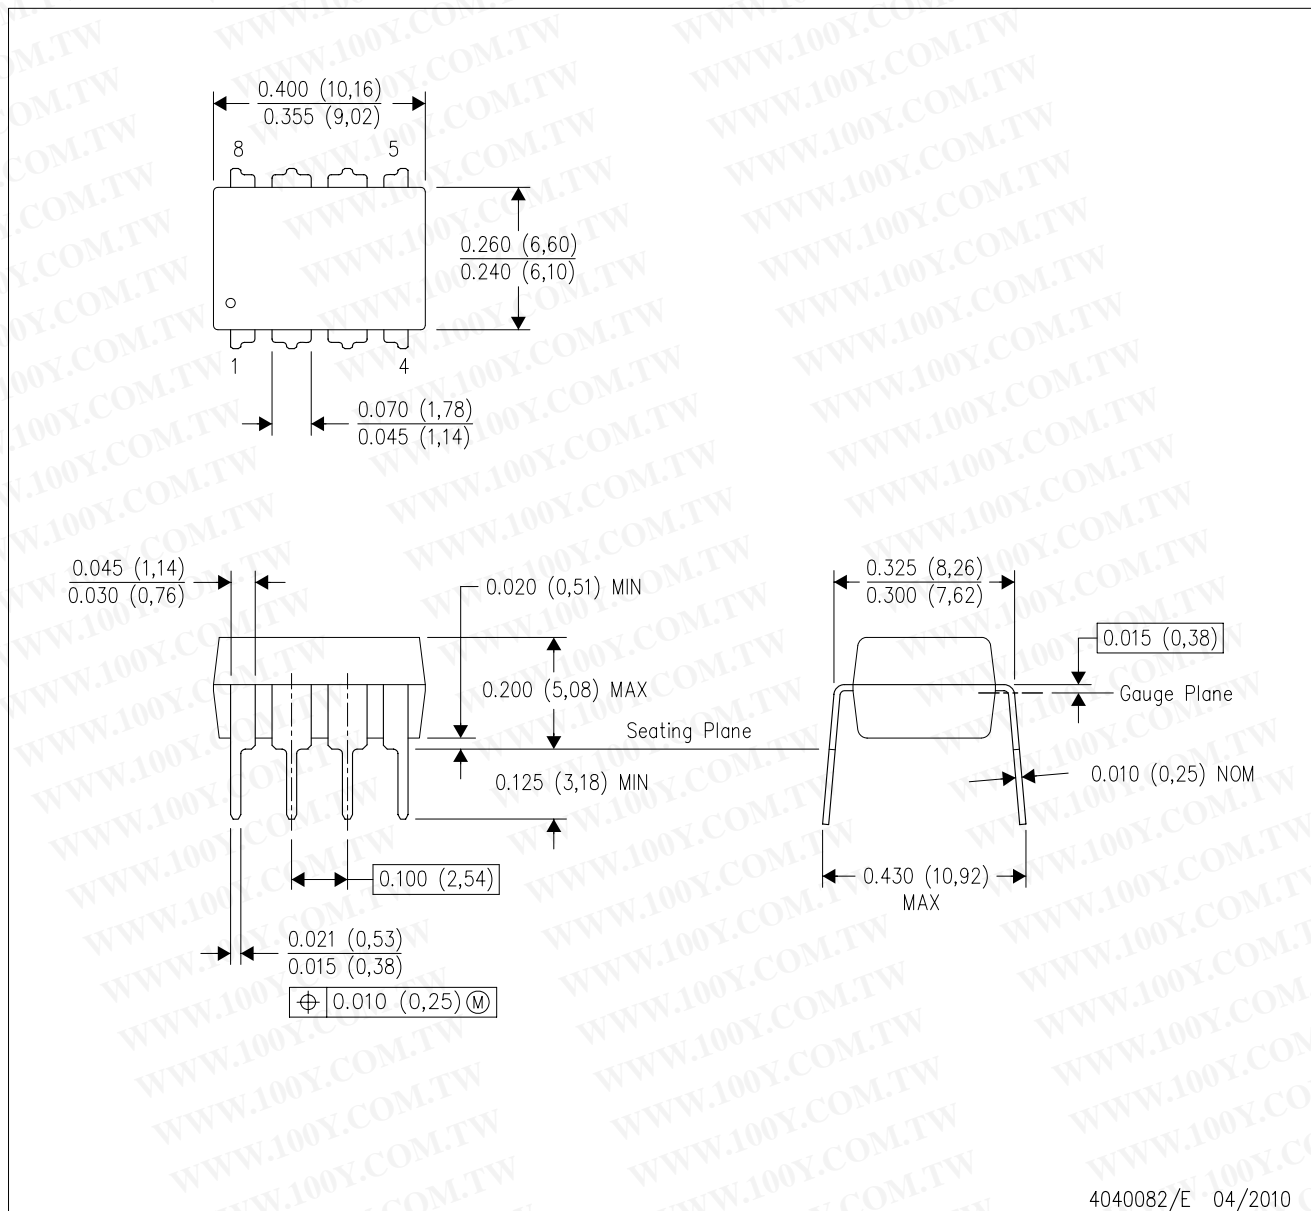 0.400 (10,16)
0.355 (9,02)
8
5
0.260 (6,60)
0.240 (6,10)
1
4
0.070 (1,78)
0.045 (1,14)
0.045 (1,14)
0.030 (0,76)
0.020 (0,51) MIN
0.325 (8,26)
0.300 (7,62)
0.015 (0,38)
0.200 (5,08) MAX
Gauge Plane
Seating Plane
0.125 (3,18) MIN
0.010 (0,25) NOM
0.100 (2,54)
0.430 (10,92)
MAX
0.021 (0,53)
0.015 (0,38)
⌖ 0.010 (0,25) Ⓜ
4040082/E 04/2010
WWW.100Y.COM.TW